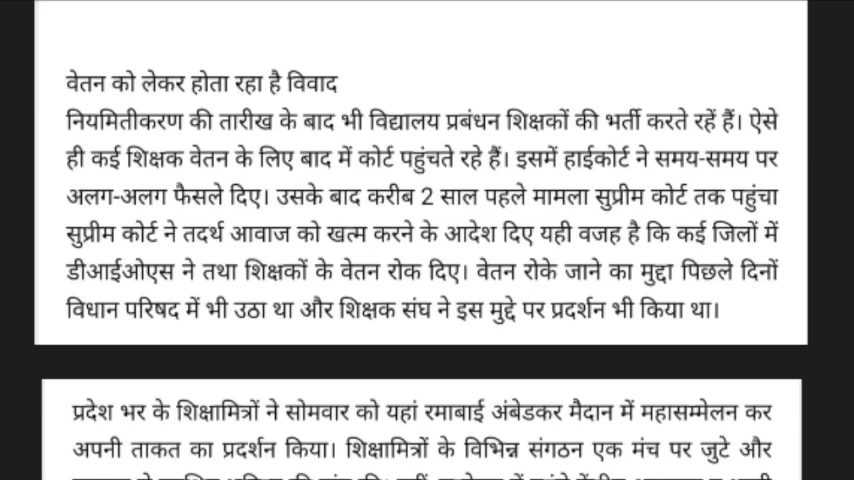 वेतन को लेकर होता रहा है विवाद
नियमितीकरण की तारीख के बाद भी विद्यालय प्रबंधन शिक्षकों की भर्ती करते रहें हैं। ऐसे
ही कई शिक्षक वेतन के लिए बाद में कोर्ट पहुंचते रहे हैं। इसमें हाईकोर्ट ने समय-समय पर
अलग-अलग फैसले दिए। उसके बाद करीब 2 साल पहले मामला सुप्रीम कोर्ट तक पहुंचा
सुप्रीम कोर्ट ने तदर्थ आवाज को खत्म करने के आदेश दिए यही वजह है कि कई जिलों में
डीआईओएस ने तथा शिक्षकों के वेतन रोक दिए। वेतन रोके जाने का मुद्दा पिछले दिनों
विधान परिषद में भी उठा था और शिक्षक संघ ने इस मुद्दे पर प्रदर्शन भी किया था।
प्रदेश भर के शिक्षामित्रों ने सोमवार को यहां रमाबाई अंबेडकर मैदान में महासम्मेलन कर
अपनी ताकत का प्रदर्शन किया। शिक्षामित्रों के विभिन्न संगठन एक मंच पर जुटे और